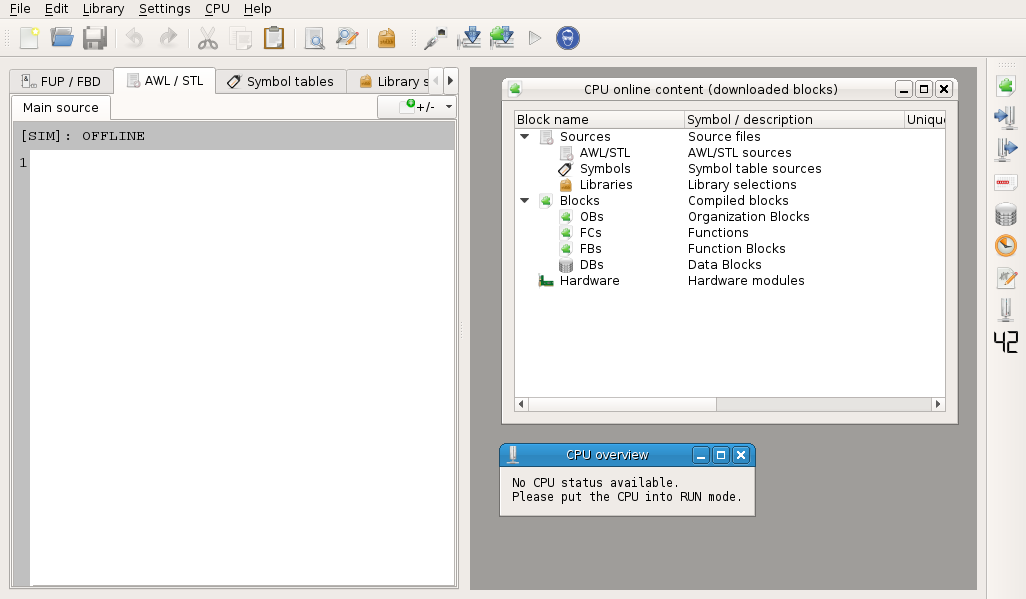 File Edit Library Settings CPU Help
FUP / FBD AWL / STL Symbol tables Library s
Main source +/-
[SIM]: OFFLINE
1
CPU online content (downloaded blocks)
Block name Symbol / description Uniqu
Sources Source files
AWL/STL AWL/STL sources
Symbols Symbol table sources
Libraries Library selections
Blocks Compiled blocks
OBs Organization Blocks
FCs Functions
FBs Function Blocks
DBs Data Blocks
Hardware Hardware modules
CPU overview
No CPU status available.
Please put the CPU into RUN mode.
42